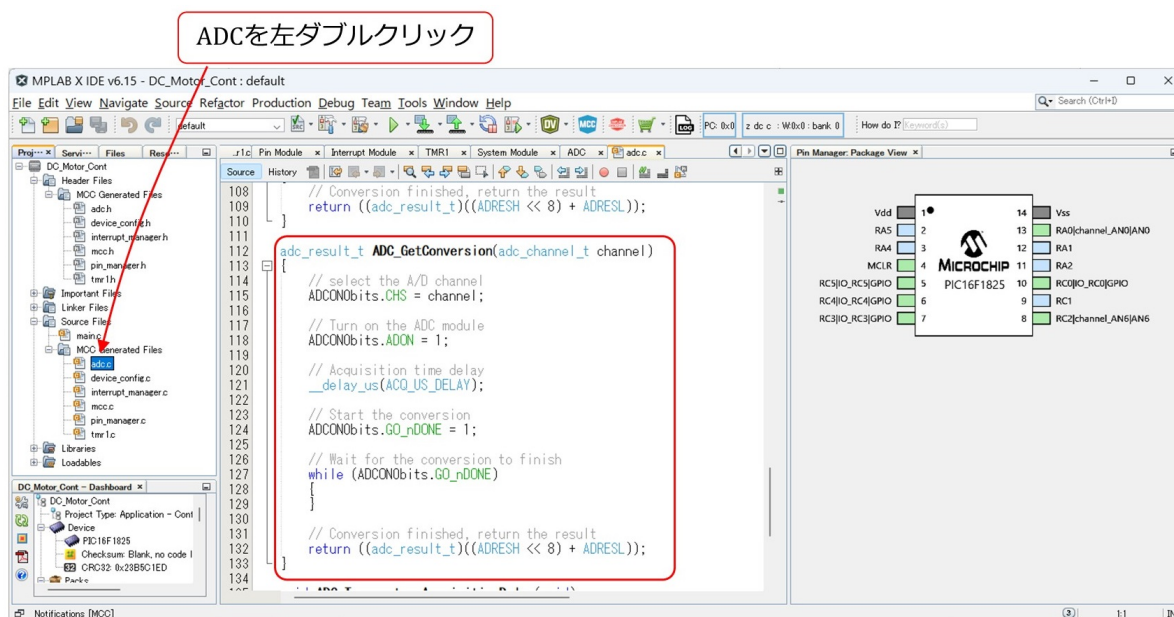 ADCを左ダブルクリック
MPLAB X IDE v6.15 - DC_Motor_Cont : default
File Edit View Navigate Source Refactor Production Debug Team Tools Window Help
Search (Ctrl+I)
default
PC: 0x0 z dc c : W:0x0 : bank 0 How do I? Keyword(s)
Proj··· × Servi··· Files Reso···
DC_Motor_Cont
Header Files
MCC Generated Files
adc.h
device_config.h
interrupt_manager.h
mcc.h
pin_manager.h
tmr1.h
Important Files
Linker Files
Source Files
main.c
MCC Generated Files
adc.c
device_config.c
interrupt_manager.c
mcc.c
pin_manager.c
tmr1.c
Libraries
Loadables
DC_Motor_Cont - Dashboard ×
DC_Motor_Cont
Project Type: Application - Conf
Device
PIC16F1825
Checksum: Blank, no code l
CRC32: 0x23B5C1ED
Packs
Pin Module × Interrupt Module × TMR1 × System Module × ADC × adc.c ×
Source History
108 // Conversion finished, return the result
109 return ((adc_result_t)((ADRESH << 8) + ADRESL));
110 }
111
112 adc_result_t ADC_GetConversion(adc_channel_t channel)
113 {
114 // select the A/D channel
115 ADCON0bits.CHS = channel;
116
117 // Turn on the ADC module
118 ADCON0bits.ADON = 1;
119
120 // Acquisition time delay
121 __delay_us(ACQ_US_DELAY);
122
123 // Start the conversion
124 ADCON0bits.GO_nDONE = 1;
125
126 // Wait for the conversion to finish
127 while (ADCON0bits.GO_nDONE)
128 {
129 }
130
131 // Conversion finished, return the result
132 return ((adc_result_t)((ADRESH << 8) + ADRESL));
133 }
134
Pin Manager: Package View ×
Vdd 1 14 Vss
RA5 2 13 RA0|channel_AN0|AN0
RA4 3 12 RA1
MCLR 4 MICROCHIP 11 RA2
RC5|IO_RC5|GPIO 5 PIC16F1825 10 RC0|IO_RC0|GPIO
RC4|IO_RC4|GPIO 6 9 RC1
RC3|IO_RC3|GPIO 7 8 RC2|channel_AN6|AN6
Notifications [MCC]
3 1:1 IN